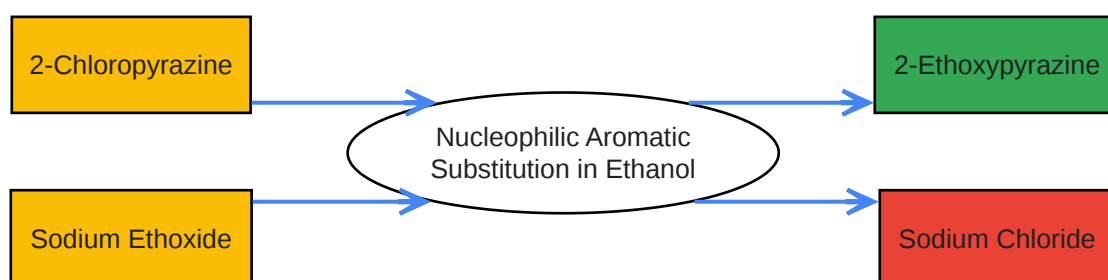 2-Chloropyrazine
2-Ethoxypyrazine
Nucleophilic Aromatic
Substitution in Ethanol
Sodium Ethoxide
Sodium Chloride